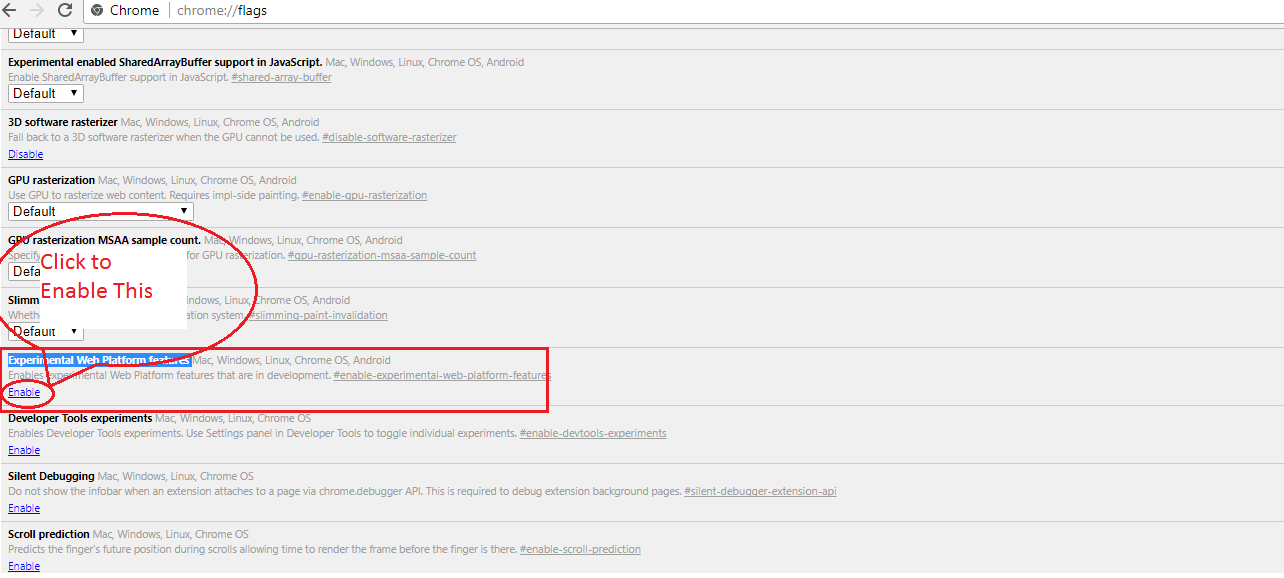 Chrome chrome://flags
Default
Experimental enabled SharedArrayBuffer support in JavaScript. Mac, Windows, Linux, Chrome OS, Android
Enable SharedArrayBuffer support in JavaScript. #shared-array-buffer
Default
3D software rasterizer Mac, Windows, Linux, Chrome OS, Android
Fall back to a 3D software rasterizer when the GPU cannot be used. #disable-software-rasterizer
Disable
GPU rasterization Mac, Windows, Linux, Chrome OS, Android
Use GPU to rasterize web content. Requires impl-side painting. #enable-gpu-rasterization
Default
GPU rasterization MSAA sample count. Mac, Windows, Linux, Chrome OS, Android
Specify for GPU rasterization. #gpu-rasterization-msaa-sample-count
Defa
Click to
Enable This
Slimm indows, Linux, Chrome OS, Android
Wheth ation system. #slimming-paint-invalidation
Default
Experimental Web Platform features Mac, Windows, Linux, Chrome OS, Android
Enables experimental Web Platform features that are in development. #enable-experimental-web-platform-features
Enable
Developer Tools experiments Mac, Windows, Linux, Chrome OS
Enables Developer Tools experiments. Use Settings panel in Developer Tools to toggle individual experiments. #enable-devtools-experiments
Enable
Silent Debugging Mac, Windows, Linux, Chrome OS
Do not show the infobar when an extension attaches to a page via chrome.debugger API. This is required to debug extension background pages. #silent-debugger-extension-api
Enable
Scroll prediction Mac, Windows, Linux, Chrome OS
Predicts the finger's future position during scrolls allowing time to render the frame before the finger is there. #enable-scroll-prediction
Enable